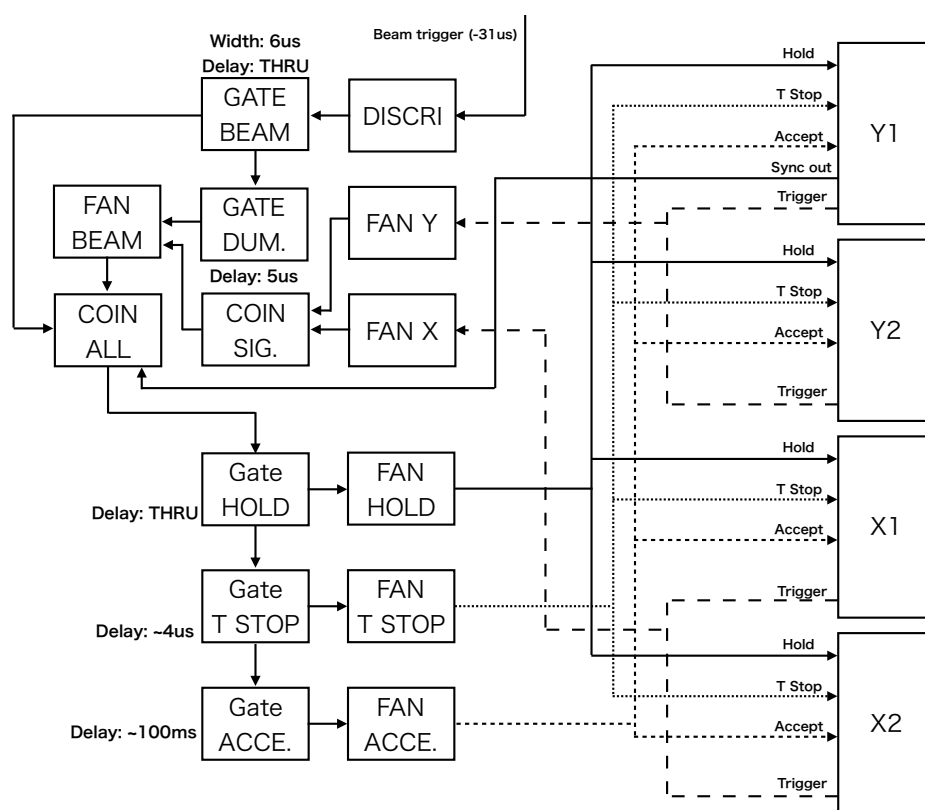 Beam trigger (-31us)
Width: 6us
Delay: THRU
GATE
BEAM
DISCRI
FAN
BEAM
GATE
DUM.
FAN Y
Delay: 5us
COIN
ALL
COIN
SIG.
FAN X
Gate
HOLD
FAN
HOLD
Delay: THRU
Gate
T STOP
FAN
T STOP
Delay: ~4us
Gate
ACCE.
FAN
ACCE.
Delay: ~100ms
Hold
T Stop
Accept
Sync out
Trigger
Y1
Hold
T Stop
Accept
Trigger
Y2
Hold
T Stop
Accept
Trigger
X1
Hold
T Stop
Accept
Trigger
X2